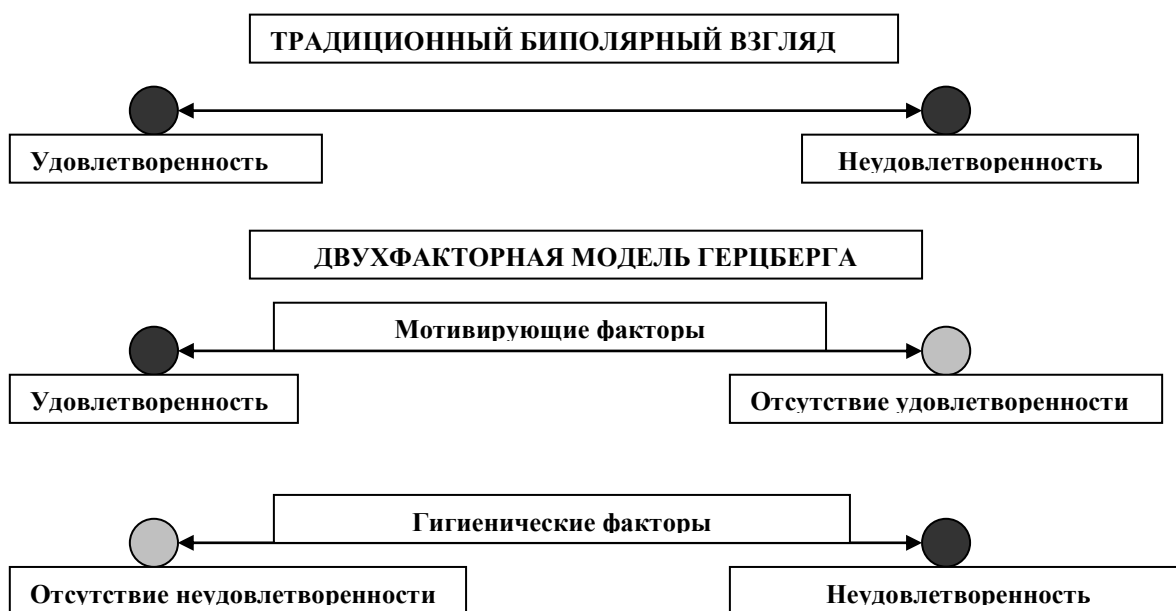 ТРАДИЦИОННЫЙ БИПОЛЯРНЫЙ ВЗГЛЯД
Удовлетворенность
Неудовлетворенность
ДВУХФАКТОРНАЯ МОДЕЛЬ ГЕРЦБЕРГА
Мотивирующие факторы
Удовлетворенность
Отсутствие удовлетворенности
Гигиенические факторы
Отсутствие неудовлетворенности
Неудовлетворенность